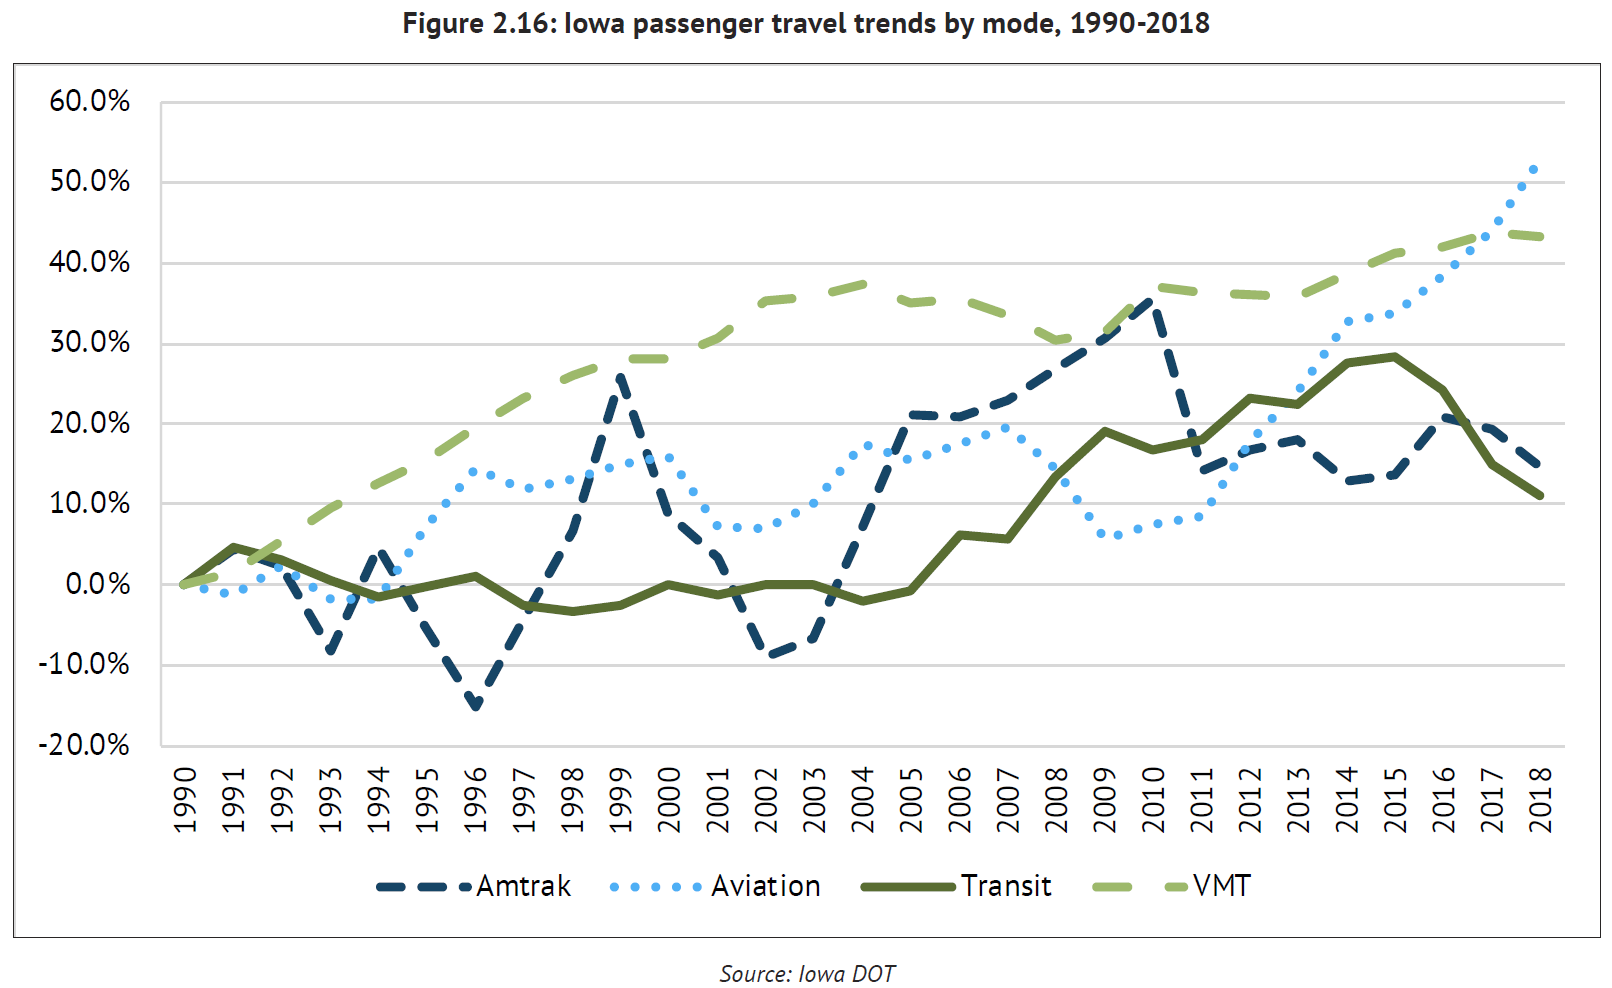 Figure 2.16: Iowa passenger travel trends by mode, 1990-2018
60.0%
50.0%
40.0%
30.0%
20.0%
10.0%
0.0%
-10.0%
-20.0%
1990 1991 1992 1993 1994 1995 1996 1997 1998 1999 2000 2001 2002 2003 2004 2005 2006 2007 2008 2009 2010 2011 2012 2013 2014 2015 2016 2017 2018
Amtrak Aviation Transit VMT
Source: Iowa DOT